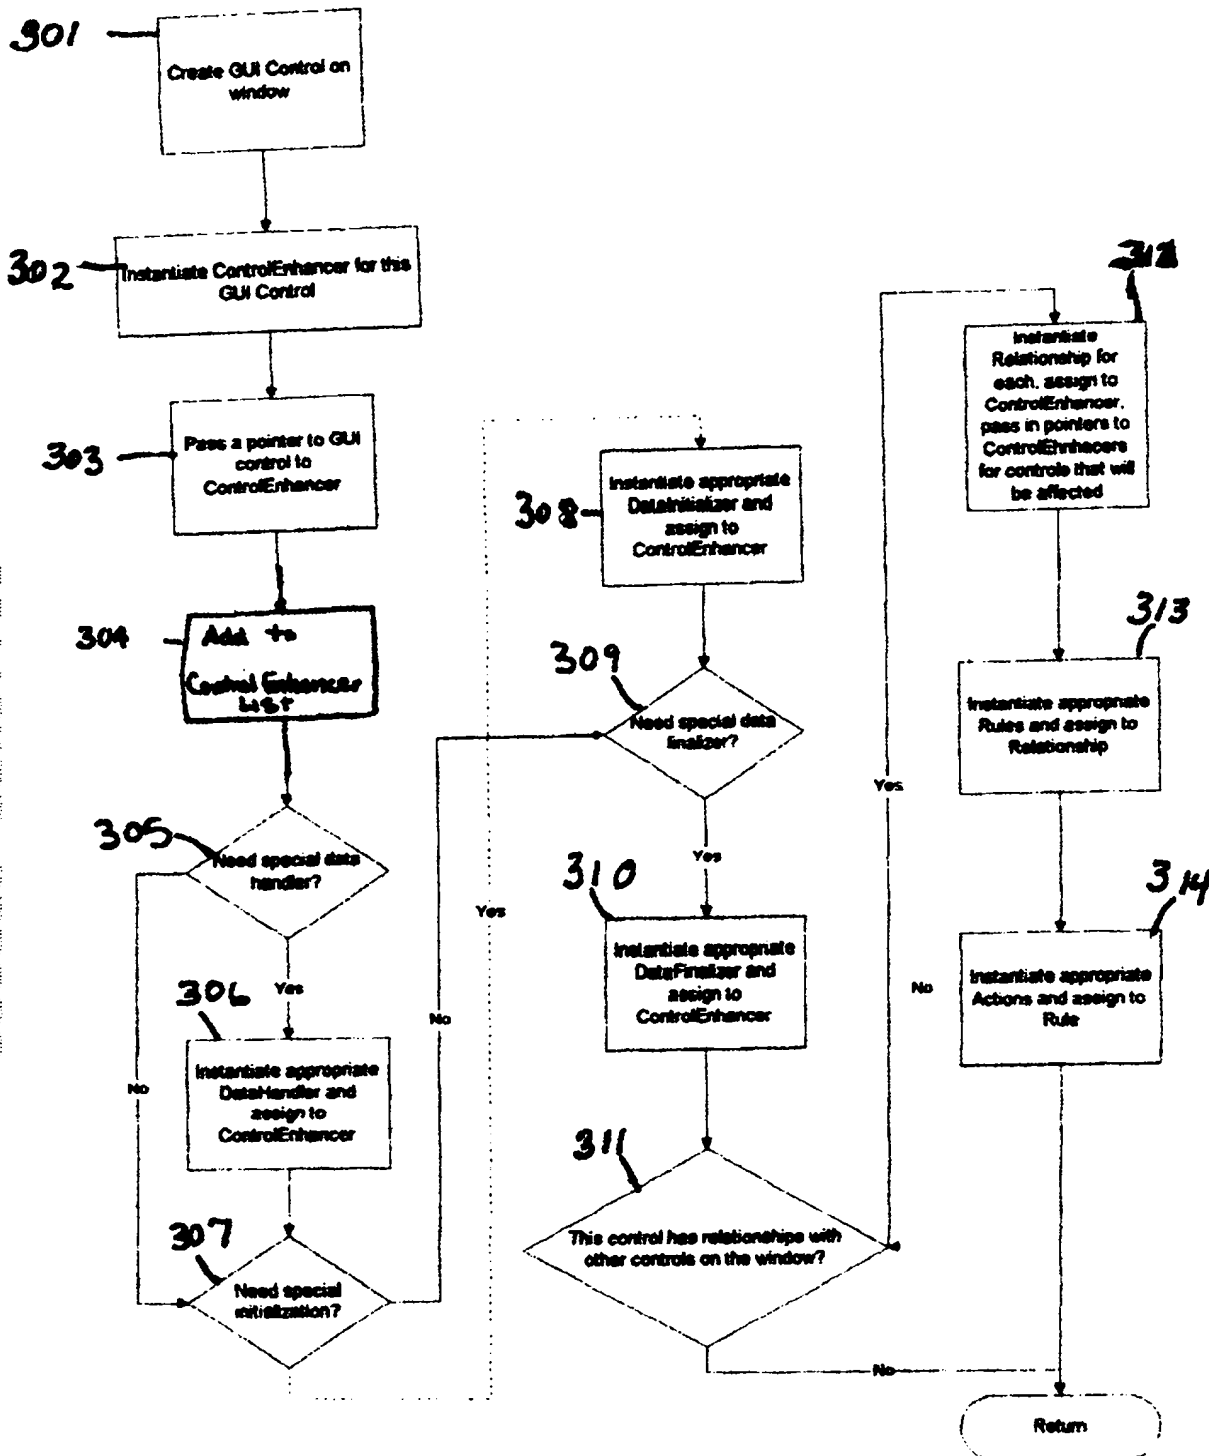 301
Create GUI Control on
window
302
Instantiate ControlEnhancer for this
GUI Control
303
Pass a pointer to GUI
control to
ControlEnhancer
304
Add to
Control Enhancer
List
305
Need special data
handler?
No
Yes
306
Instantiate appropriate
DataHandler and
assign to
ControlEnhancer
307
Need special
initialization?
No
Yes
308
Instantiate appropriate
DataInitializer and
assign to
ControlEnhancer
309
Need special data
finalizer?
Yes
No
310
Instantiate appropriate
DataFinalizer and
assign to
ControlEnhancer
311
This control has relationships with
other controls on the window?
Yes
No
312
Instantiate
Relationship for
each, assign to
ControlEnhancer,
pass in pointers to
ControlEhnhacers
for controls that will
be affected
313
Instantiate appropriate
Rules and assign to
Relationship
314
Instantiate appropriate
Actions and assign to
Rule
Return